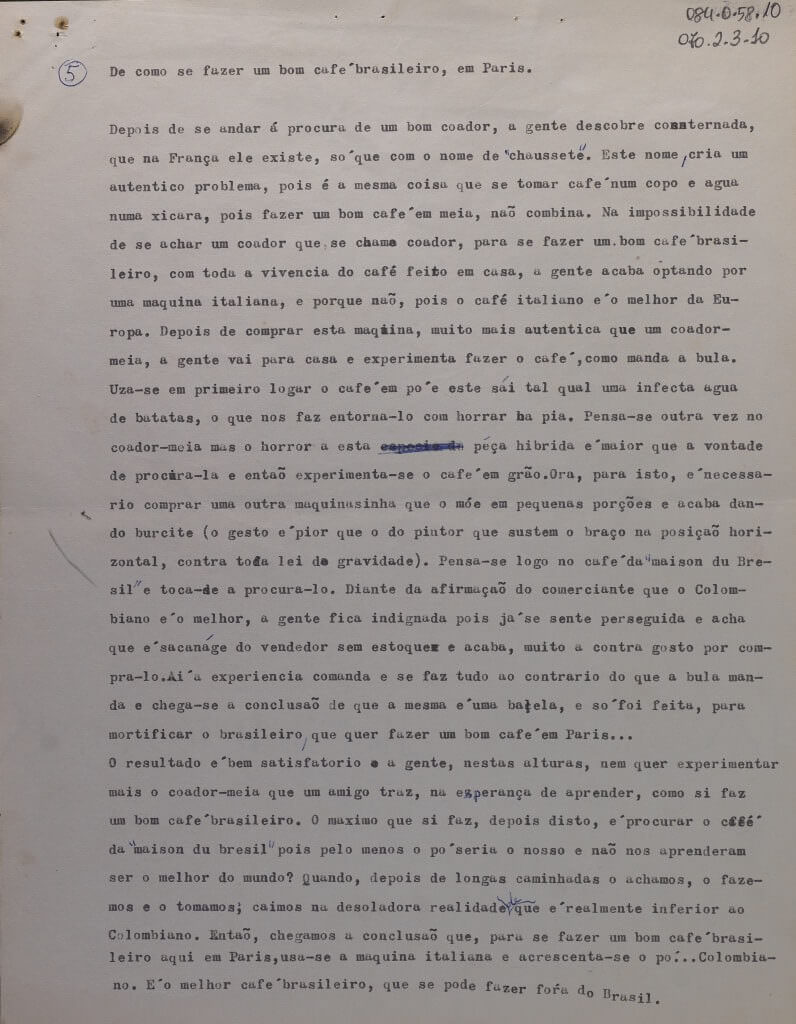 084.0.58.10
070.2.3-10
5 De como se fazer um bom cafe´brasileiro, em Paris.
Depois de se andar á procura de um bom coador, a gente descobre consternada,
que na França ele existe, so´que com o nome de "chausseté". Este nome,cria um
autentico problema, pois é a mesma coisa que se tomar cafe´num copo e agua
numa xicara, pois fazer um bom cafe´em meia, naõ combina. Na impossibilidade
de se achar um coador que se chame coador, para se fazer um bom cafe´brasi-
leiro, com toda a vivencia do café feito em casa, a gente acaba optando por
uma maquina italiana, e porque naõ, pois o café italiano e´o melhor da Eu-
ropa. Depois de comprar esta maquina, muito mais autentica que um coador-
meia, a gente vai para casa e experimenta fazer o cafe´,como manda a bula.
Uza-se em primeiro logar o cafe´em po´e este sái tal qual uma infecta agua
de batatas, o que nos faz entorna-lo com horrar na pia. Pensa-se outra vez no
coador-meia mas o horror a esta péça hibrida e´maior que a vontade
de procura-la e entaõ experimenta-se o cafe´em grão.Ora, para isto, e´necessa-
rio comprar uma outra maquinasinha que o móe em pequenas porções e acaba dan-
do burcite (o gesto e´pior que o do pintor que sustem o braço na posiçaõ hori-
zontal, contra toda lei de gravidade). Pensa-se logo no cafe´da"maison du Bre-
sil"e toca-se a procura-lo. Diante da afirmaçaõ do comerciante que o Colom-
biano e´o melhor, a gente fica indignada pois ja´se sente perseguida e acha
que e´sacanáge do vendedor sem estoque e acaba, muito a contra gosto por com-
pra-lo.Ai´a experiencia comanda e se faz tudo ao contrario do que a bula man-
da e chega-se a conclusaõ de que a mesma e´uma balela, e so´foi feita, para
mortificar o brasileiro,que quer fazer um bom cafe´em Paris...
O resultado e´bem satisfatorio e a gente, nestas alturas, nem quer experimentar
mais o coador-meia que um amigo traz, na esperança de aprender, como si faz
um bom cafe´brasileiro. O maximo que si faz, depois disto, e´procurar o café´
da"maison du bresil"pois pelo menos o po´seria o nosso e naõ nos aprenderam
ser o melhor do mundo? Quando, depois de longas caminhadas o achamos, o faze-
mos e o tomamos; caimos na desoladora realidade de que e´realmente inferior ao
Colombiano. Entaõ, chegamos a conclusaõ que, para se fazer um bom cafe´brasi-
leiro aqui em Paris,usa-se a maquina italiana e acrescenta-se o po´...Colombia-
no. E´o melhor cafe´brasileiro, que se pode fazer fora do Brasil.